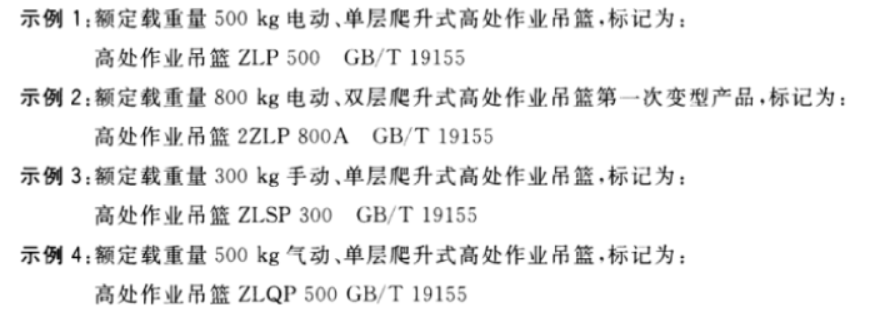 示例 1:额定载重量 500 kg 电动、单层爬升式高处作业吊篮,标记为:
高处作业吊篮 ZLP 500 GB/T 19155
示例 2:额定载重量 800 kg 电动、双层爬升式高处作业吊篮第一次变型产品,标记为:
高处作业吊篮 2ZLP 800A GB/T 19155
示例 3:额定载重量 300 kg 手动、单层爬升式高处作业吊篮,标记为:
高处作业吊篮 ZLSP 300 GB/T 19155
示例 4:额定载重量 500 kg 气动、单层爬升式高处作业吊篮,标记为:
高处作业吊篮 ZLQP 500 GB/T 19155